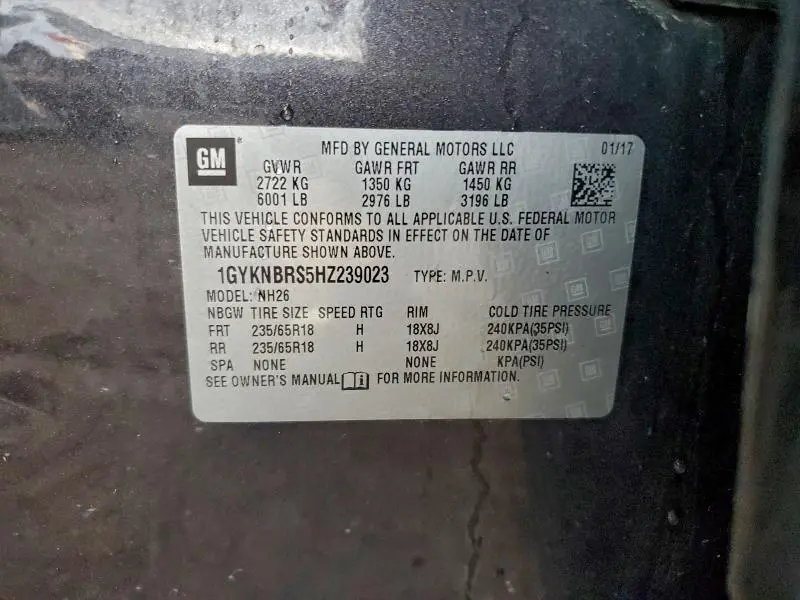 GM
MFD BY GENERAL MOTORS LLC 01/17
GVWR GAWR FRT GAWR RR
2722 KG 1350 KG 1450 KG
6001 LB 2976 LB 3196 LB
THIS VEHICLE CONFORMS TO ALL APPLICABLE U.S. FEDERAL MOTOR
VEHICLE SAFETY STANDARDS IN EFFECT ON THE DATE OF
MANUFACTURE SHOWN ABOVE.
1GYKNBRS5HZ239023 TYPE: M.P.V.
MODEL: NH26
NBGW TIRE SIZE SPEED RTG RIM COLD TIRE PRESSURE
FRT 235/65R18 H 18X8J 240KPA(35PSI)
RR 235/65R18 H 18X8J 240KPA(35PSI)
SPA NONE NONE KPA(PSI)
SEE OWNER'S MANUAL FOR MORE INFORMATION.